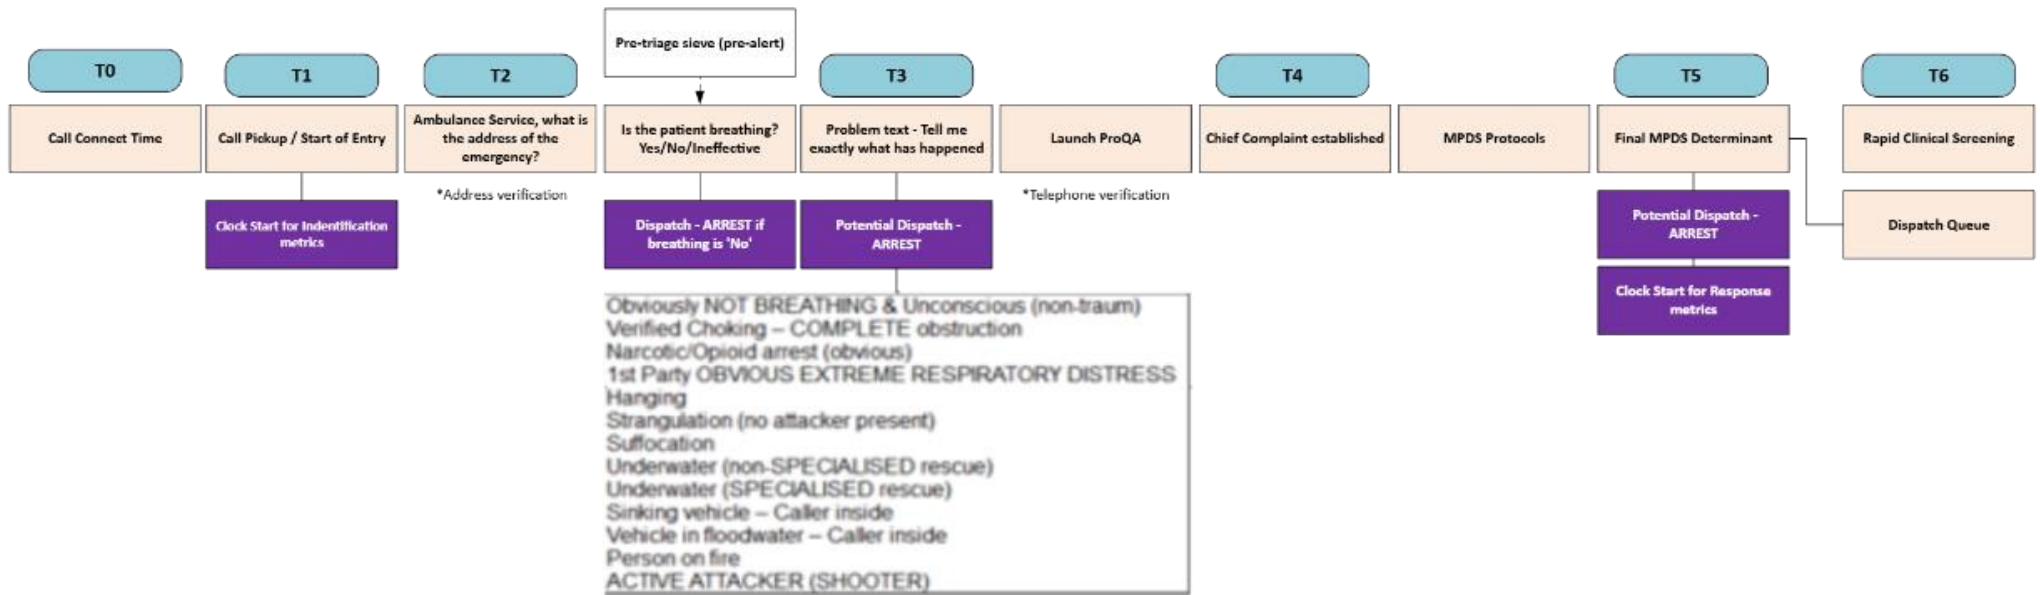 Pre-triage sieve (pre-alert)
T0
T1
T2
T3
T4
T5
T6
Call Connect Time
Call Pickup / Start of Entry
Ambulance Service, what is
the address of the
emergency?
Is the patient breathing?
Yes/No/Ineffective
Problem text - Tell me
exactly what has happened
Launch ProQA
Chief Complaint established
MPDS Protocols
Final MPDS Determinant
Rapid Clinical Screening
*Address verification
*Telephone verification
Clock Start for Indentification
metrics
Dispatch - ARREST if
breathing is 'No'
Potential Dispatch -
ARREST
Potential Dispatch -
ARREST
Dispatch Queue
Clock Start for Response
metrics
Obviously NOT BREATHING & Unconscious (non-traum)
Verified Choking – COMPLETE obstruction
Narcotic/Opioid arrest (obvious)
1st Party OBVIOUS EXTREME RESPIRATORY DISTRESS
Hanging
Strangulation (no attacker present)
Suffocation
Underwater (non-SPECIALISED rescue)
Underwater (SPECIALISED rescue)
Sinking vehicle – Caller inside
Vehicle in floodwater – Caller inside
Person on fire
ACTIVE ATTACKER (SHOOTER)